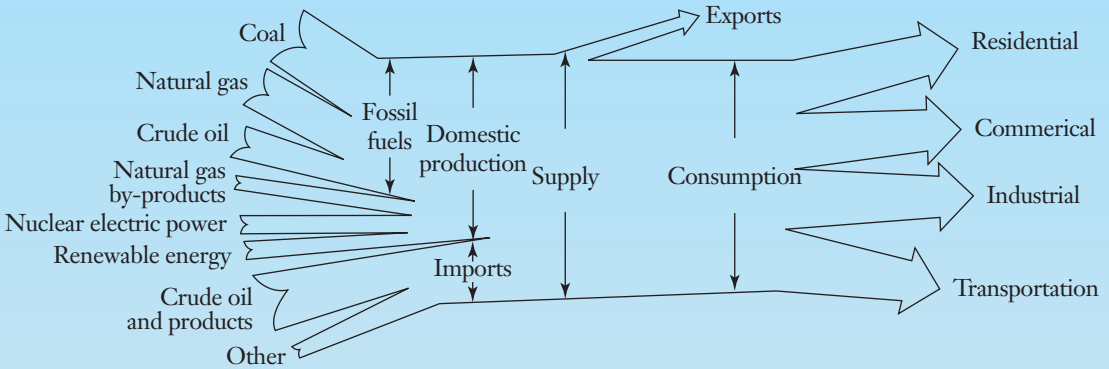 Coal
Natural gas
Crude oil
Natural gas
by-products
Nuclear electric power
Renewable energy
Crude oil
and products
Other
Fossil
fuels
Domestic
production
Imports
Supply
Exports
Consumption
Residential
Commerical
Industrial
Transportation